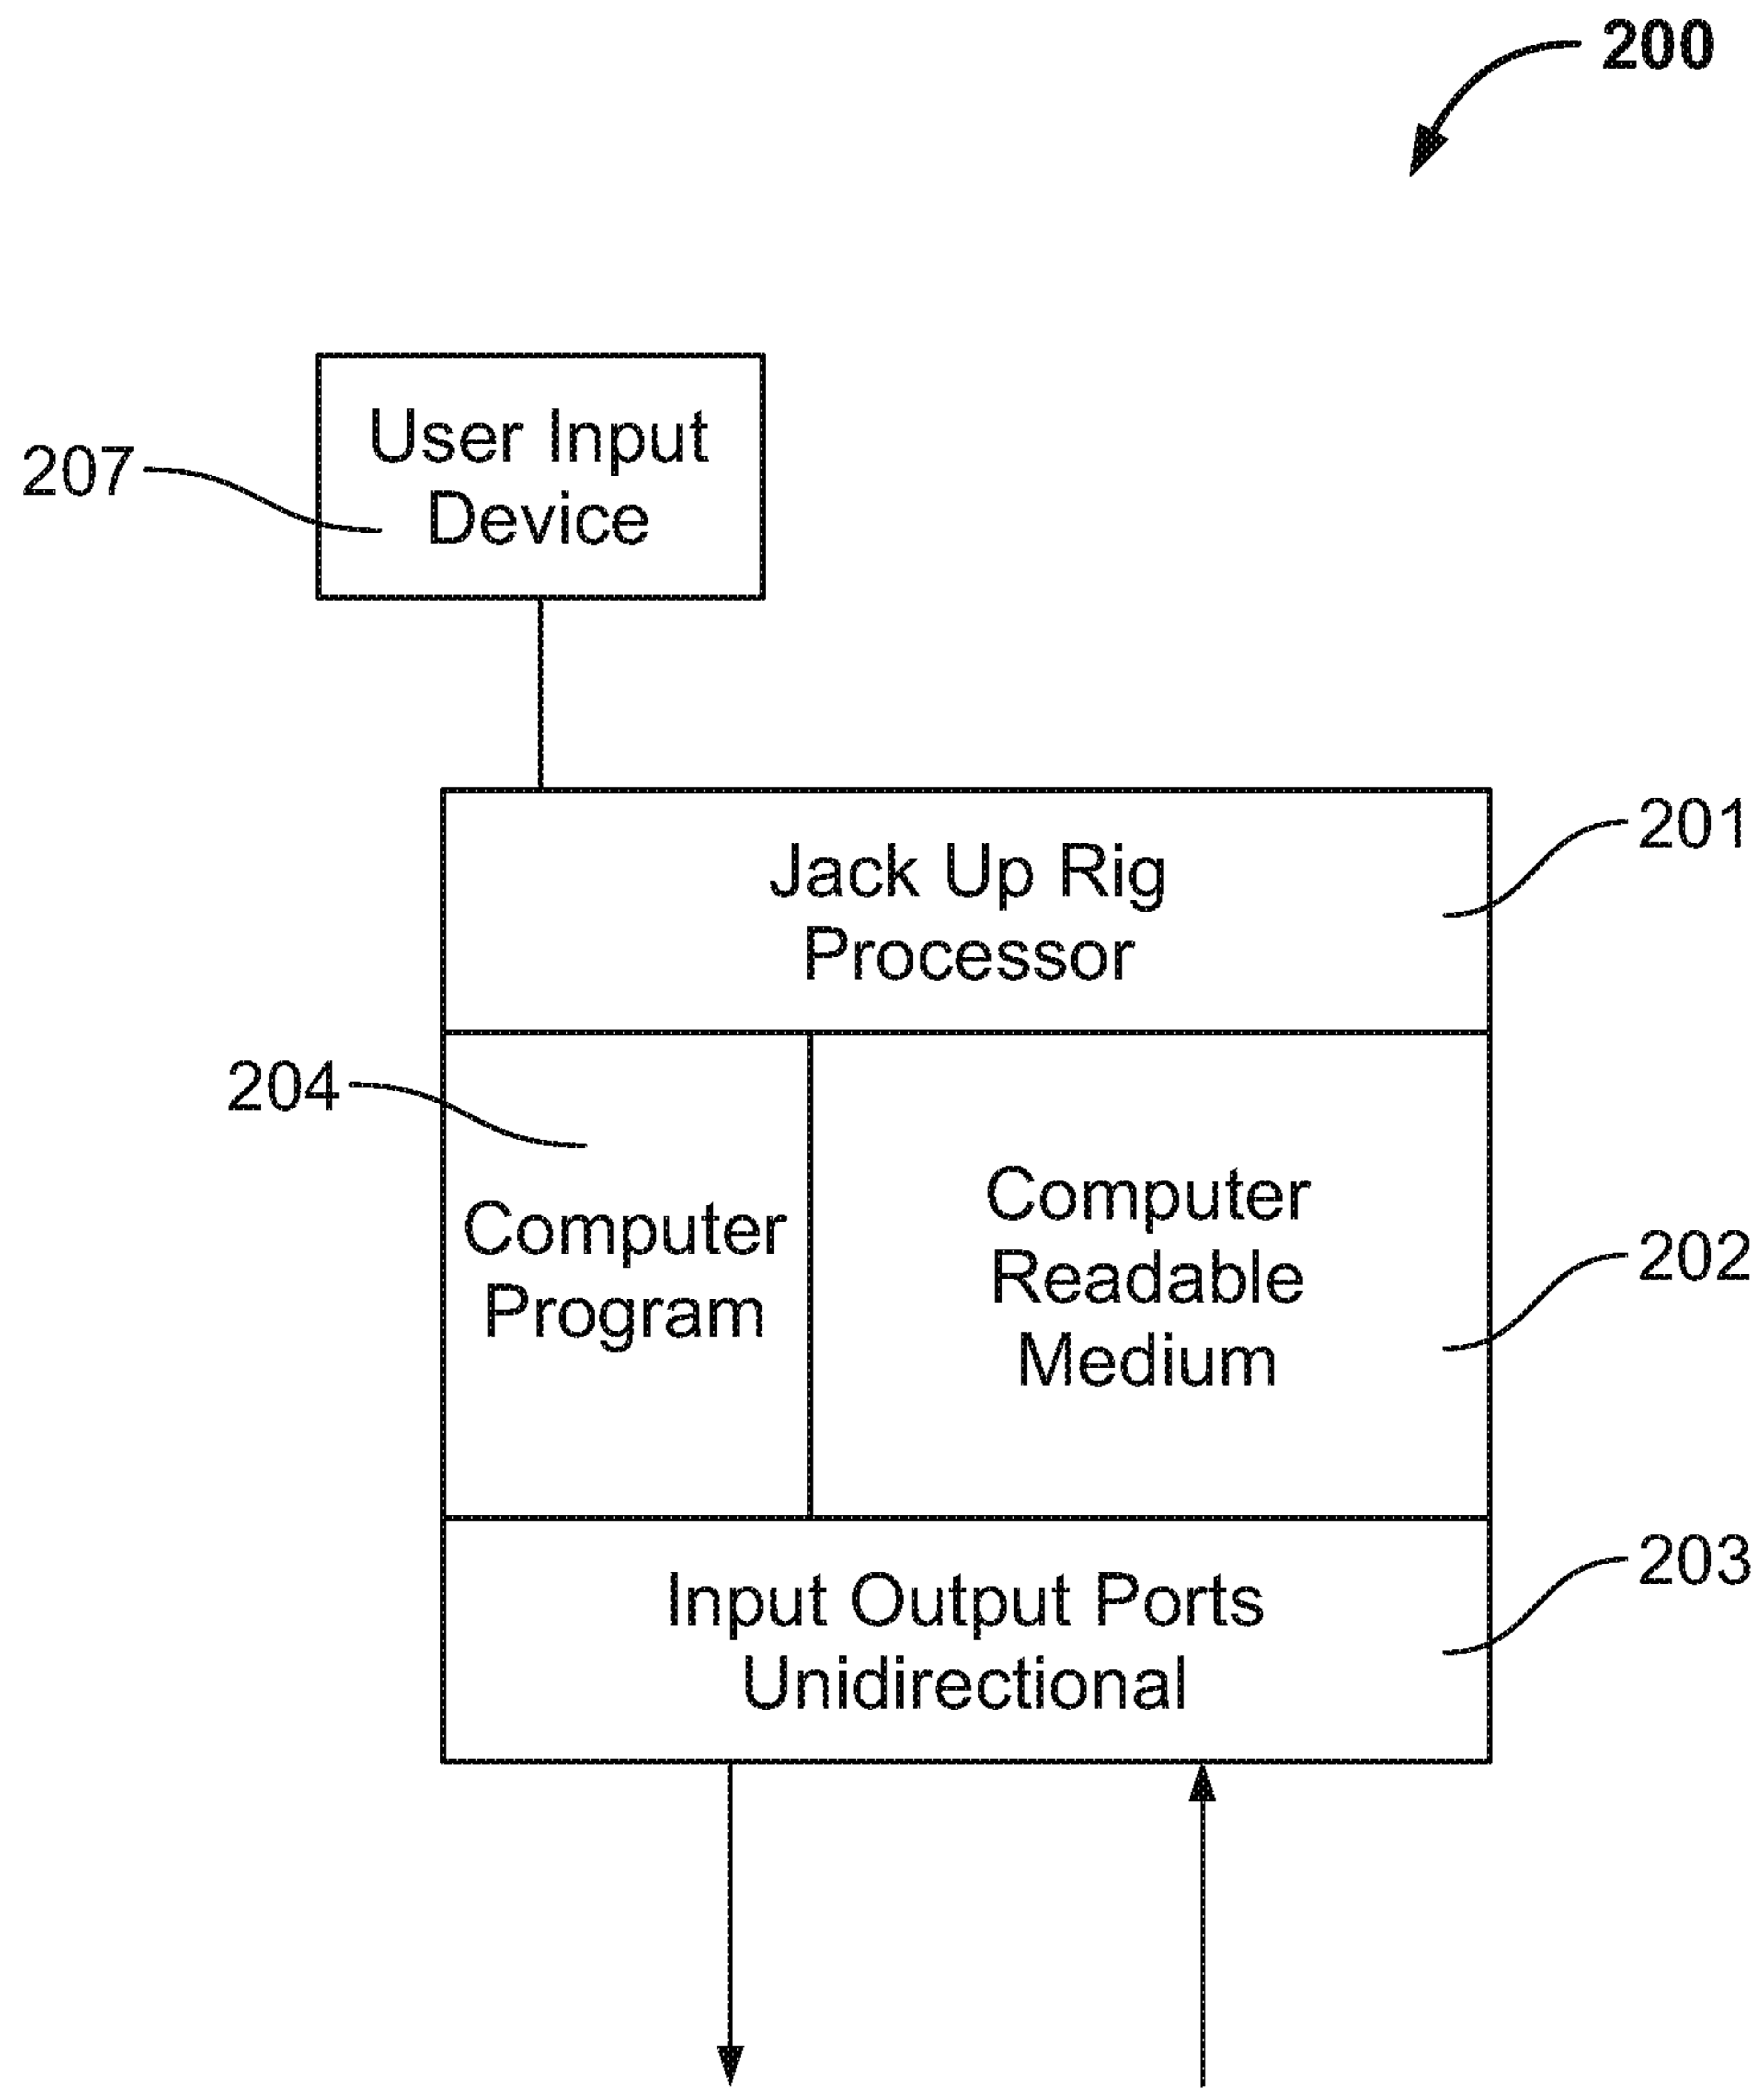 200
User Input
Device
207
Jack Up Rig
Processor
201
204
Computer
Program
Computer
Readable
Medium
202
Input Output Ports
Unidirectional
203